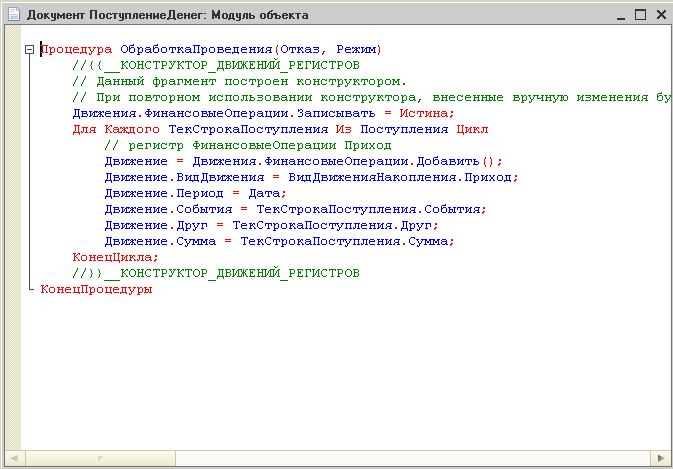 Документ ПоступлениеДенег: Модуль объекта
Процедура ОбработкаПроведения(Отказ, Режим)
//{{__КОНСТРУКТОР_ДВИЖЕНИЙ_РЕГИСТРОВ
// Данный фрагмент построен конструктором.
// При повторном использовании конструктора, внесенные вручную изменения бу
Движения.ФинансовыеОперации.Записывать = Истина;
Для Каждого ТекСтрокаПоступления Из Поступления Цикл
// регистр ФинансовыеОперации Приход
Движение = Движения.ФинансовыеОперации.Добавить();
Движение.ВидДвижения = ВидДвиженияНакопления.Приход;
Движение.Период = Дата;
Движение.События = ТекСтрокаПоступления.События;
Движение.Друг = ТекСтрокаПоступления.Друг;
Движение.Сумма = ТекСтрокаПоступления.Сумма;
КонецЦикла;
//}}__КОНСТРУКТОР_ДВИЖЕНИЙ_РЕГИСТРОВ
КонецПроцедуры